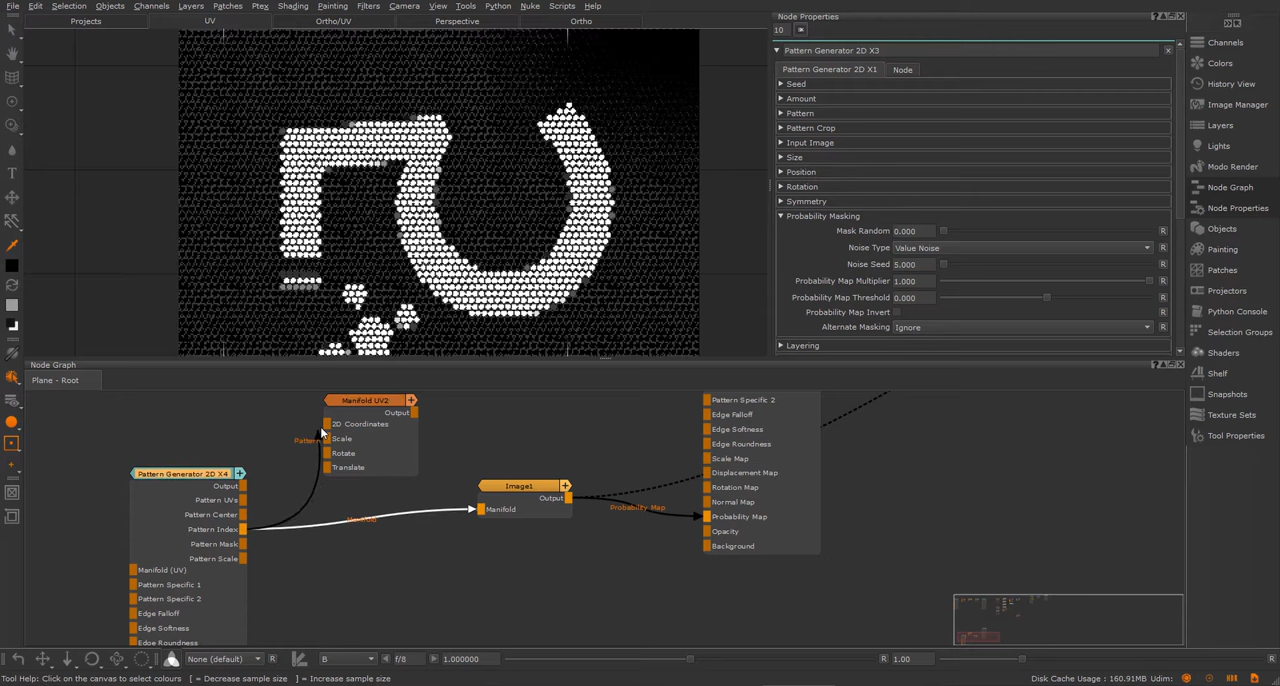 File Edit Selection Objects Channels Layers Patches Ptex Shading Painting Filters Camera View Tools Python Nuke Scripts Help
Projects UV Ortho/UV Perspective Ortho
Node Properties
10
Pattern Generator 2D X3
Pattern Generator 2D X1 Node
Seed
Amount
Pattern
Pattern Crop
Input Image
Size
Position
Rotation
Symmetry
Probability Masking
Mask Random 0.000 R
Noise Type Value Noise R
Noise Seed 5.000 R
Probability Map Multiplier 1.000 R
Probability Map Threshold 0.000 R
Probability Map Invert R
Alternate Masking Ignore R
Layering
Channels
Colors
History View
Image Manager
Layers
Lights
Modo Render
Node Graph
Node Properties
Objects
Painting
Patches
Projectors
Python Console
Selection Groups
Shaders
Shelf
Snapshots
Texture Sets
Tool Properties
Node Graph
Plane - Root
Manifold UV2
Output
2D Coordinates
Scale
Rotate
Translate
Pattern
Pattern Generator 2D X4
Output
Pattern UVs
Pattern Center
Pattern Index
Pattern Mask
Pattern Scale
Manifold (UV)
Pattern Specific 1
Pattern Specific 2
Edge Falloff
Edge Softness
Edge Roundness
Manifold
Image1
Output
Manifold
Probability Map
Pattern Specific 2
Edge Falloff
Edge Softness
Edge Roundness
Scale Map
Displacement Map
Rotation Map
Normal Map
Probability Map
Opacity
Background
None (default) R B f/8 1.000000 R 1.00 R
Tool Help: Click on the canvas to select colours [ = Decrease sample size ] = Increase sample size Disk Cache Usage : 160.91MB Udim: